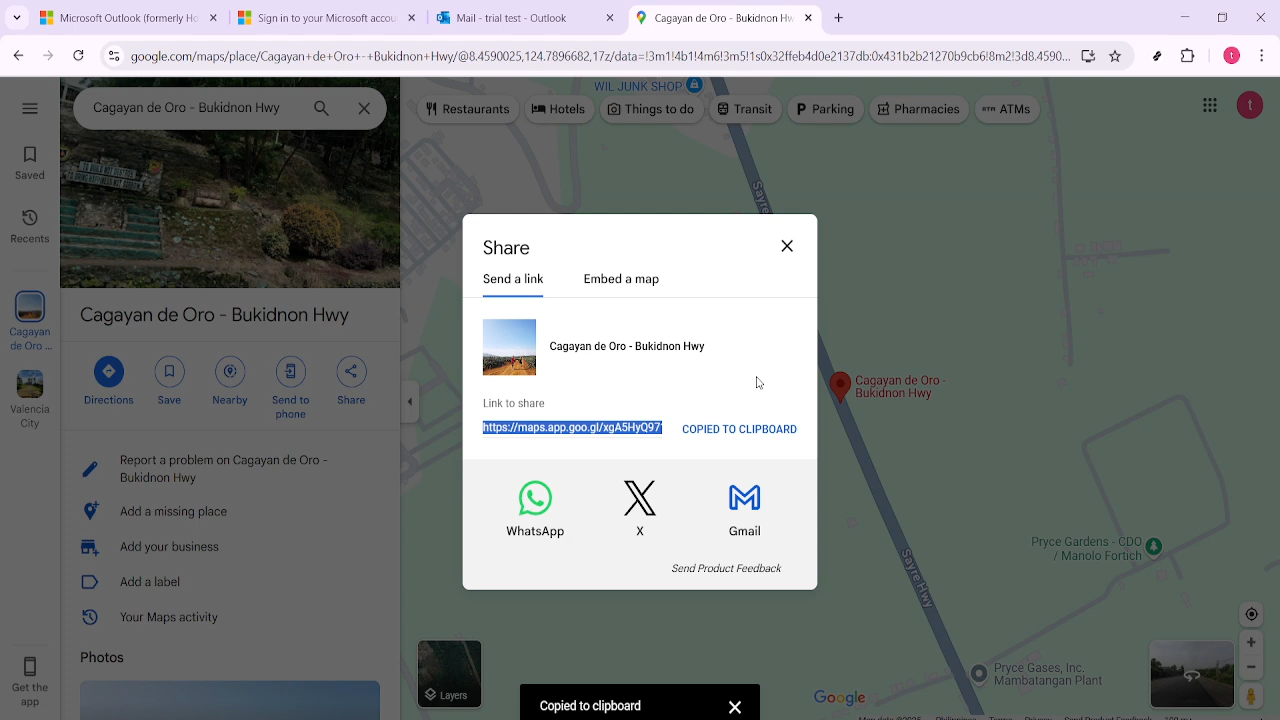 Microsoft Outlook (formerly Ho
Sign in to your Microsoft accou
Mail - trial test - Outlook
Cagayan de Oro - Bukidnon Hw
google.com/maps/place/Cagayan+de+Oro+-+Bukidnon+Hwy/@8.4590025,124.7896682,17z/data=!3m1!4b1!4m6!3m5!1s0x32ffb4d0e2137db0:0x431b2b21270b9cb6!8m2!3d8.4590...
t
Cagayan de Oro - Bukidnon Hwy
WIL JUNK SHOP
Restaurants
Hotels
Things to do
Transit
Parking
Pharmacies
ATMs
t
Saved
Recents
Cagayan
de Oro ...
Valencia
City
Get the
app
Cagayan de Oro - Bukidnon Hwy
Directions
Save
Nearby
Send to
phone
Share
Report a problem on Cagayan de Oro -
Bukidnon Hwy
Add a missing place
Add your business
Add a label
Your Maps activity
Photos
Share
Send a link
Embed a map
Cagayan de Oro - Bukidnon Hwy
Link to share
https://maps.app.goo.gl/xgA5HyQ97
COPIED TO CLIPBOARD
WhatsApp
X
Gmail
Send Product Feedback
Sayre
Cagayan de Oro -
Bukidnon Hwy
Pryce Gardens - CDO
/ Manolo Fortich
Sayre Hwy
Pryce Gases, Inc.
Mambatangan Plant
Layers
Google
Copied to clipboard